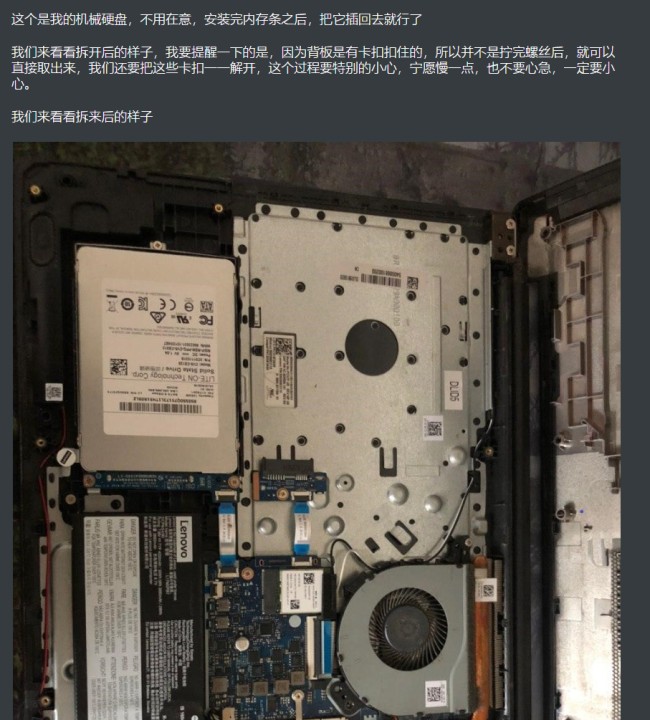 这个是我的机械硬盘，不用在意，安装完内存条之后，把它插回去就行了
我们来看看拆开后的样子，我要提醒一下的是，因为背板是有卡扣扣住的，所以并不是拧完螺丝后，就可以
直接取出来，我们还要把这些卡扣一一解开，这个过程要特别的小心，宁愿慢一点，也不要心急，一定要小
心。
我们来看看拆来后的样子
LITE-ON Technology Corp.
Solid State Drive
DLID5
Lenovo